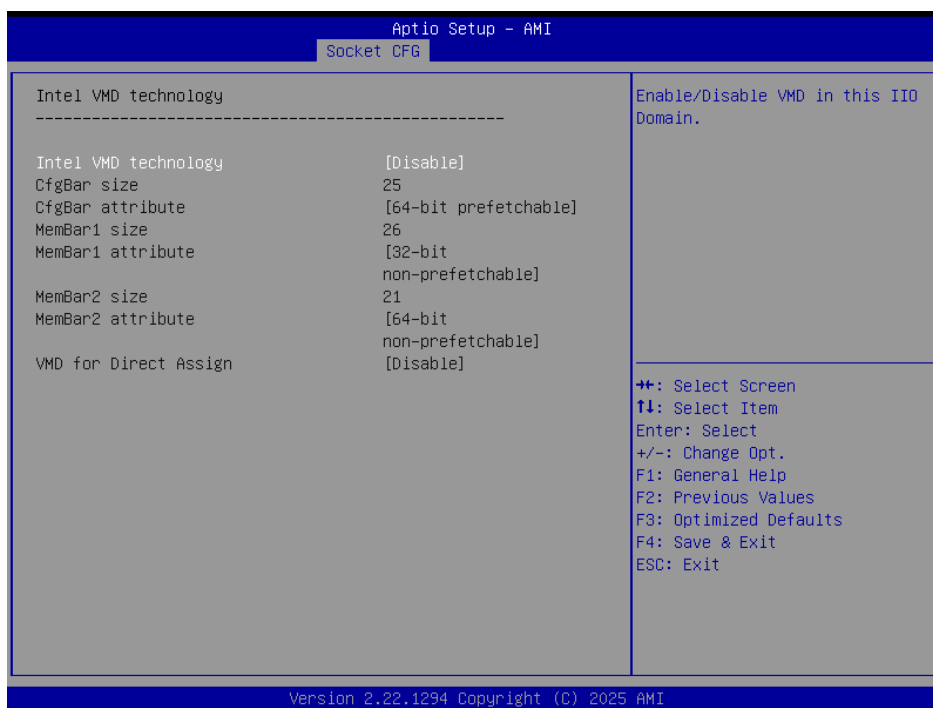 Aptio Setup – AMI
Socket CFG
Intel VMD technology
--------------------------------------------------
Intel VMD technology [Disable]
CfgBar size 25
CfgBar attribute [64-bit prefetchable]
MemBar1 size 26
MemBar1 attribute [32-bit
non-prefetchable]
MemBar2 size 21
MemBar2 attribute [64-bit
non-prefetchable]
VMD for Direct Assign [Disable]
Enable/Disable VMD in this IIO
Domain.
→←: Select Screen
↑↓: Select Item
Enter: Select
+/-: Change Opt.
F1: General Help
F2: Previous Values
F3: Optimized Defaults
F4: Save & Exit
ESC: Exit
Version 2.22.1294 Copyright (C) 2025 AMI